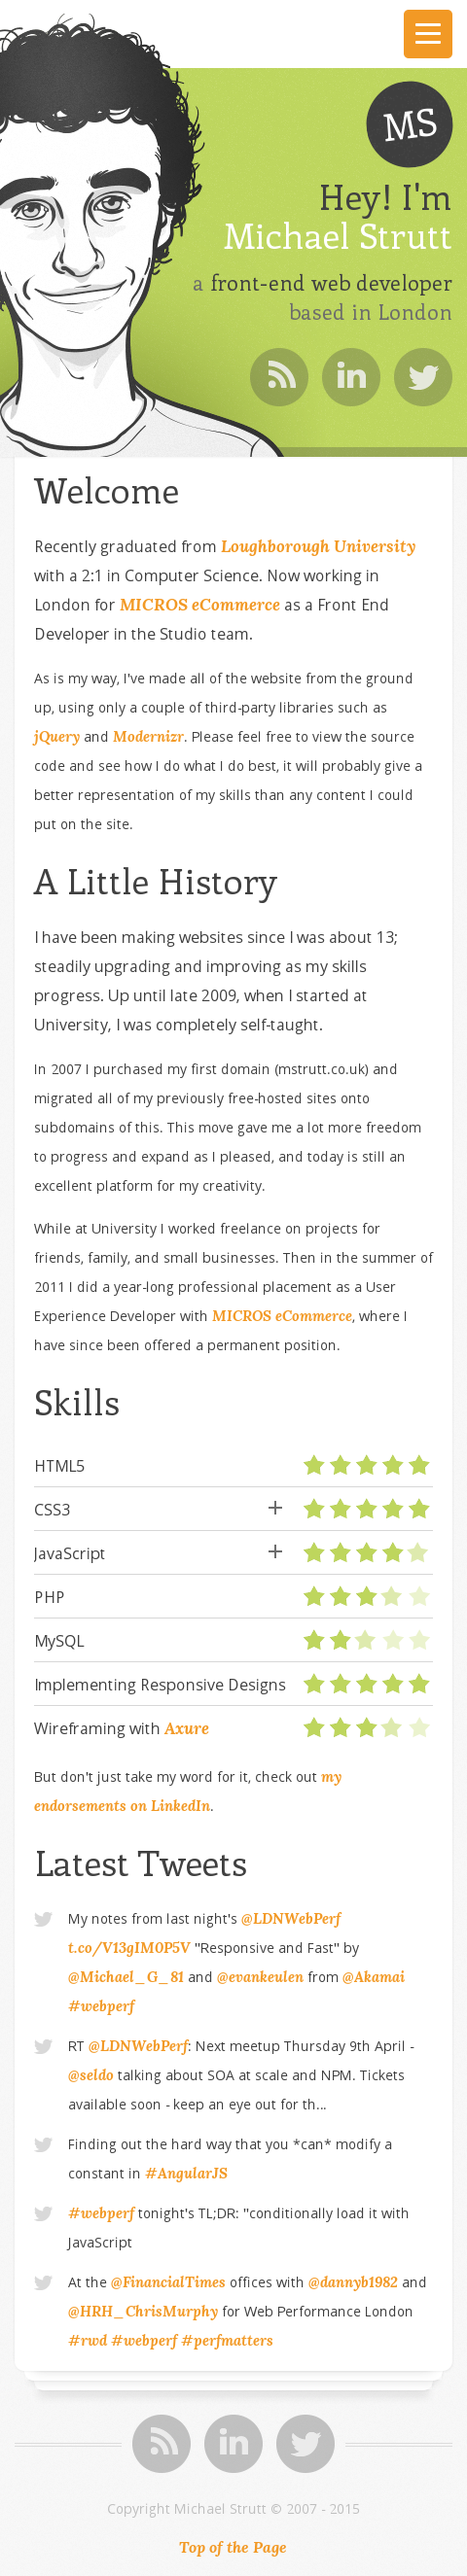 MS
Hey! I'm
Michael Strutt
a front-end web developer
based in London
in
Welcome
Recently graduated from Loughborough University
with a 2:1 in Computer Science. Now working in
London for MICROS eCommerce as a Front End
Developer in the Studio team.
As is my way, I've made all of the website from the ground
up, using only a couple of third-party libraries such as
jQuery and Modernizr. Please feel free to view the source
code and see how I do what I do best, it will probably give a
better representation of my skills than any content I could
put on the site.
A Little History
I have been making websites since I was about 13;
steadily upgrading and improving as my skills
progress. Up until late 2009, when I started at
University, I was completely self-taught.
In 2007 I purchased my first domain (mstrutt.co.uk) and
migrated all of my previously free-hosted sites onto
subdomains of this. This move gave me a lot more freedom
to progress and expand as I pleased, and today is still an
excellent platform for my creativity.
While at University I worked freelance on projects for
friends, family, and small businesses. Then in the summer of
2011 I did a year-long professional placement as a User
Experience Developer with MICROS eCommerce, where I
have since been offered a permanent position.
Skills
HTML5
CSS3 +
JavaScript +
PHP
MySQL
Implementing Responsive Designs
Wireframing with Axure
But don't just take my word for it, check out my
endorsements on LinkedIn.
Latest Tweets
My notes from last night's @LDNWebPerf
t.co/V13gIM0P5V "Responsive and Fast" by
@Michael_G_81 and @evankeulen from @Akamai
#webperf
RT @LDNWebPerf: Next meetup Thursday 9th April -
@seldo talking about SOA at scale and NPM. Tickets
available soon - keep an eye out for th...
Finding out the hard way that you *can* modify a
constant in #AngularJS
#webperf tonight's TL;DR: "conditionally load it with
JavaScript
At the @FinancialTimes offices with @dannyb1982 and
@HRH_ChrisMurphy for Web Performance London
#rwd #webperf #perfmatters
in
Copyright Michael Strutt © 2007 - 2015
Top of the Page